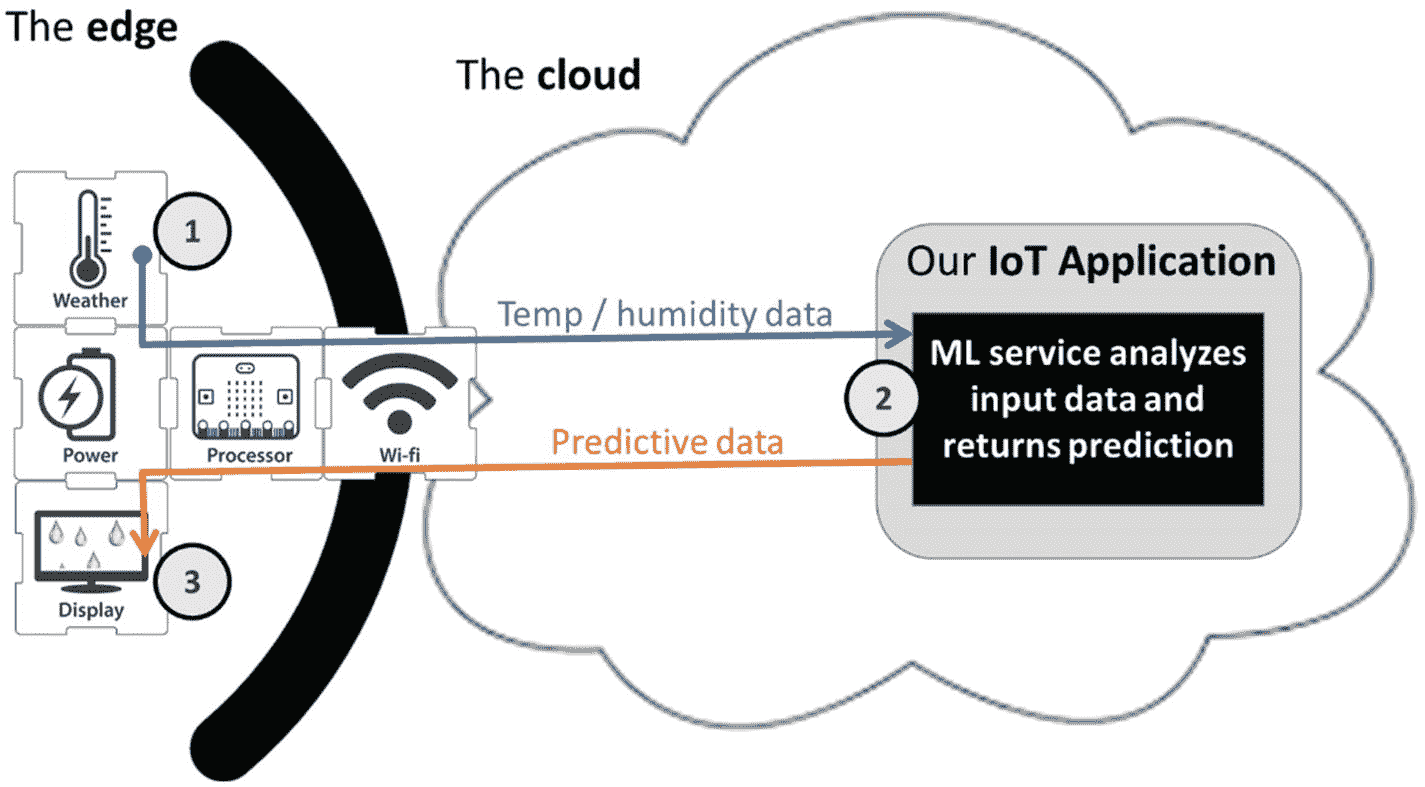 The edge
The cloud
1
Weather
Our IoT Application
Temp / humidity data
ML service analyzes
input data and
returns prediction
2
Power
Processor
Wi-fi
Predictive data
3
Display